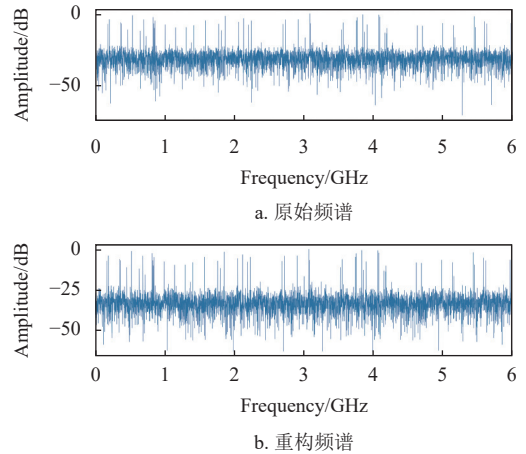 Amplitude/dB
0
−50
0 1 2 3 4 5 6
Frequency/GHz
a. 原始频谱
Amplitude/dB
0
−25
−50
0 1 2 3 4 5 6
Frequency/GHz
b. 重构频谱